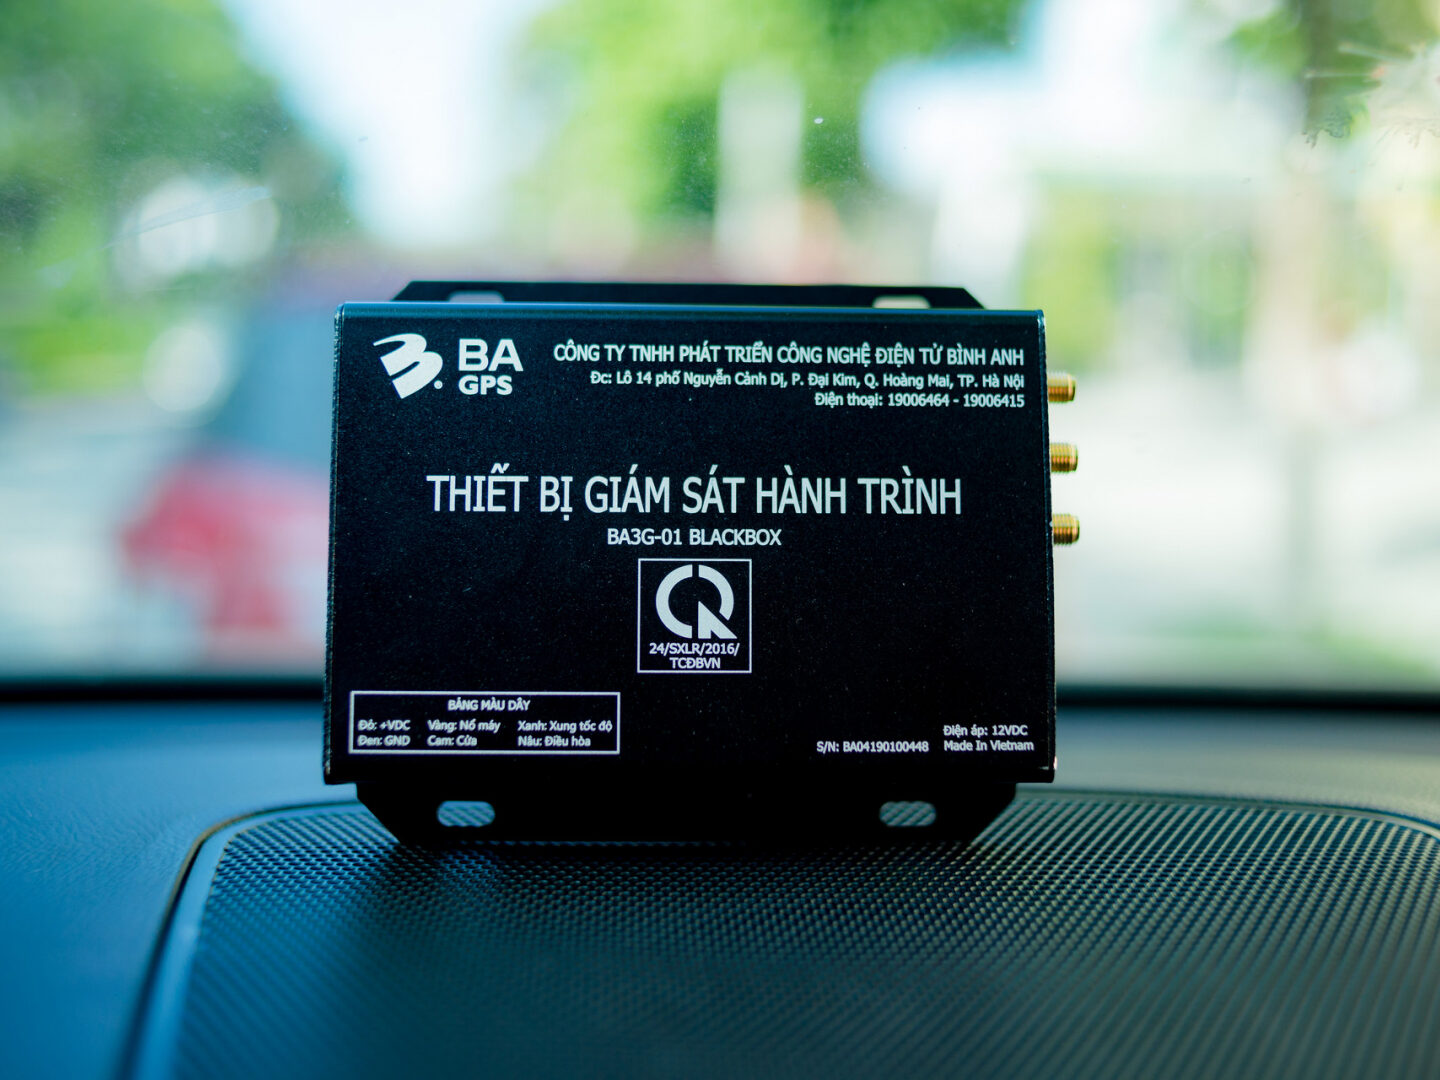 BA
GPS
CÔNG TY TNHH PHÁT TRIỂN CÔNG NGHỆ ĐIỆN TỬ BÌNH ANH
Đc: Lô 14 phố Nguyễn Cảnh Dị, P. Đại Kim, Q. Hoàng Mai, TP. Hà Nội
Điện thoại: 19006464 - 19006415
THIẾT BỊ GIÁM SÁT HÀNH TRÌNH
BA3G-01 BLACKBOX
24/SXLR/2016/
TCĐBVN
BẢNG MÀU DÂY
Đỏ: +VDC Vàng: Nổ máy Xanh: Xung tốc độ
Đen: GND Cam: Cửa Nâu: Điều hòa
Điện áp: 12VDC
S/N: BA04190100448 Made In Vietnam